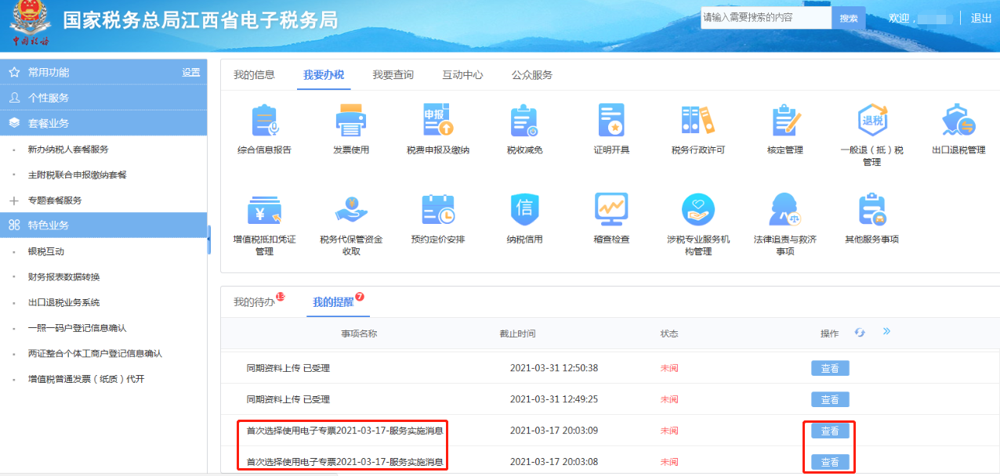 国家税务总局江西省电子税务局
中国税务
请输入需要搜索的内容
搜索
欢迎，
退出
常用功能
设置
个性服务
套餐业务
新办纳税人套餐服务
主附税联合申报缴纳套餐
专题套餐服务
特色业务
银税互动
财务报表数据转换
出口退税业务系统
一照一码户登记信息确认
两证整合个体工商户登记信息确认
增值税普通发票（纸质）代开
我的信息
我要办税
我要查询
互动中心
公众服务
综合信息报告
发票使用
申报
税费申报及缴纳
税收减免
证明开具
税务行政许可
核定管理
退税
一般退（抵）税
管理
出口退税管理
¥
增值税抵扣凭证
管理
¥
税务代保管资金
收取
预约定价安排
信
纳税信用
稽查检查
涉税专业服务机
构管理
法律追责与救济
事项
其他服务事项
我的待办 13
我的提醒 7
事项名称 截止时间 状态 操作
同期资料上传 已受理 2021-03-31 12:50:38 未阅 查看
同期资料上传 已受理 2021-03-31 12:49:25 未阅 查看
首次选择使用电子专票2021-03-17-服务实施消息 2021-03-17 20:03:09 未阅 查看
首次选择使用电子专票2021-03-17-服务实施消息 2021-03-17 20:03:08 未阅 查看